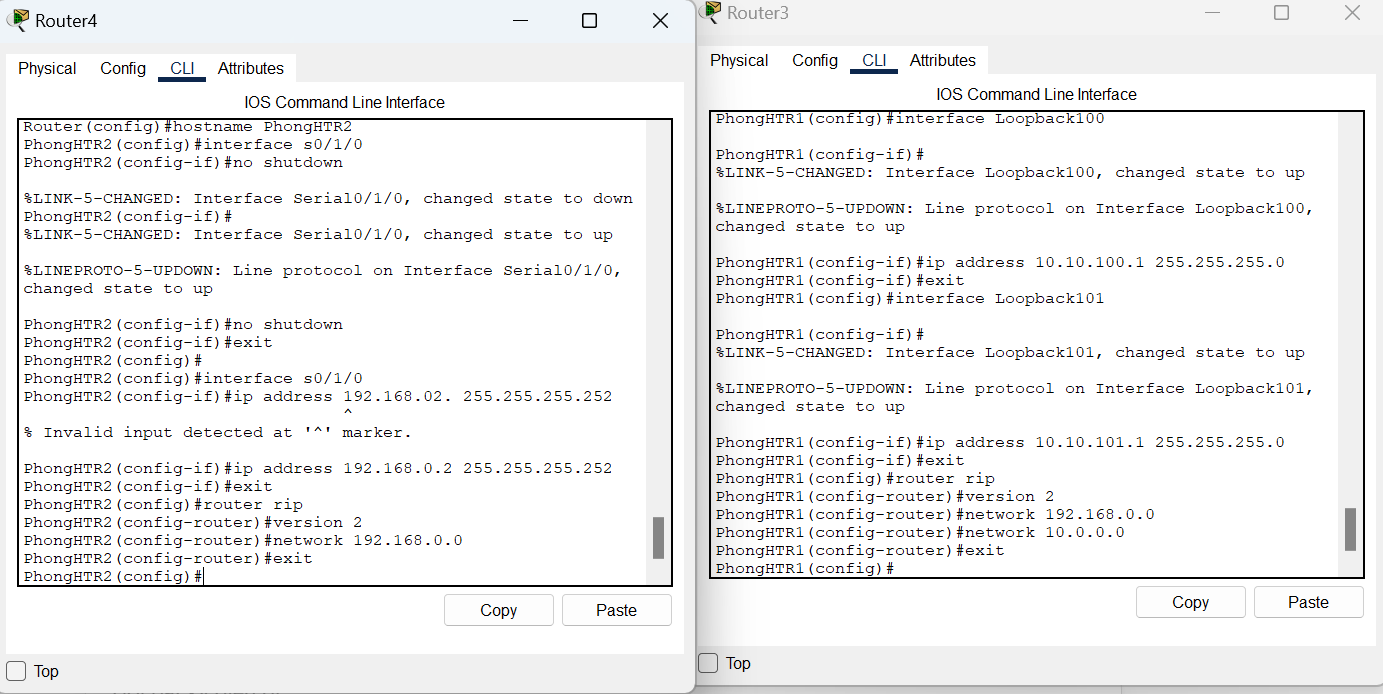 Router4
Physical Config CLI Attributes
IOS Command Line Interface
Router(config)#hostname PhongHTR2
PhongHTR2(config)#interface s0/1/0
PhongHTR2(config-if)#no shutdown
%LINK-5-CHANGED: Interface Serial0/1/0, changed state to down
PhongHTR2(config-if)#
%LINK-5-CHANGED: Interface Serial0/1/0, changed state to up
%LINEPROTO-5-UPDOWN: Line protocol on Interface Serial0/1/0,
changed state to up
PhongHTR2(config-if)#no shutdown
PhongHTR2(config-if)#exit
PhongHTR2(config)#
PhongHTR2(config)#interface s0/1/0
PhongHTR2(config-if)#ip address 192.168.02. 255.255.255.252
^
% Invalid input detected at '^' marker.
PhongHTR2(config-if)#ip address 192.168.0.2 255.255.255.252
PhongHTR2(config-if)#exit
PhongHTR2(config)#router rip
PhongHTR2(config-router)#version 2
PhongHTR2(config-router)#network 192.168.0.0
PhongHTR2(config-router)#exit
PhongHTR2(config)#
Copy Paste
Top
Router3
Physical Config CLI Attributes
IOS Command Line Interface
PhongHTR1(config)#interface Loopback100
PhongHTR1(config-if)#
%LINK-5-CHANGED: Interface Loopback100, changed state to up
%LINEPROTO-5-UPDOWN: Line protocol on Interface Loopback100,
changed state to up
PhongHTR1(config-if)#ip address 10.10.100.1 255.255.255.0
PhongHTR1(config-if)#exit
PhongHTR1(config)#interface Loopback101
PhongHTR1(config-if)#
%LINK-5-CHANGED: Interface Loopback101, changed state to up
%LINEPROTO-5-UPDOWN: Line protocol on Interface Loopback101,
changed state to up
PhongHTR1(config-if)#ip address 10.10.101.1 255.255.255.0
PhongHTR1(config-if)#exit
PhongHTR1(config)#router rip
PhongHTR1(config-router)#version 2
PhongHTR1(config-router)#network 192.168.0.0
PhongHTR1(config-router)#network 10.0.0.0
PhongHTR1(config-router)#exit
PhongHTR1(config)#
Copy Paste
Top